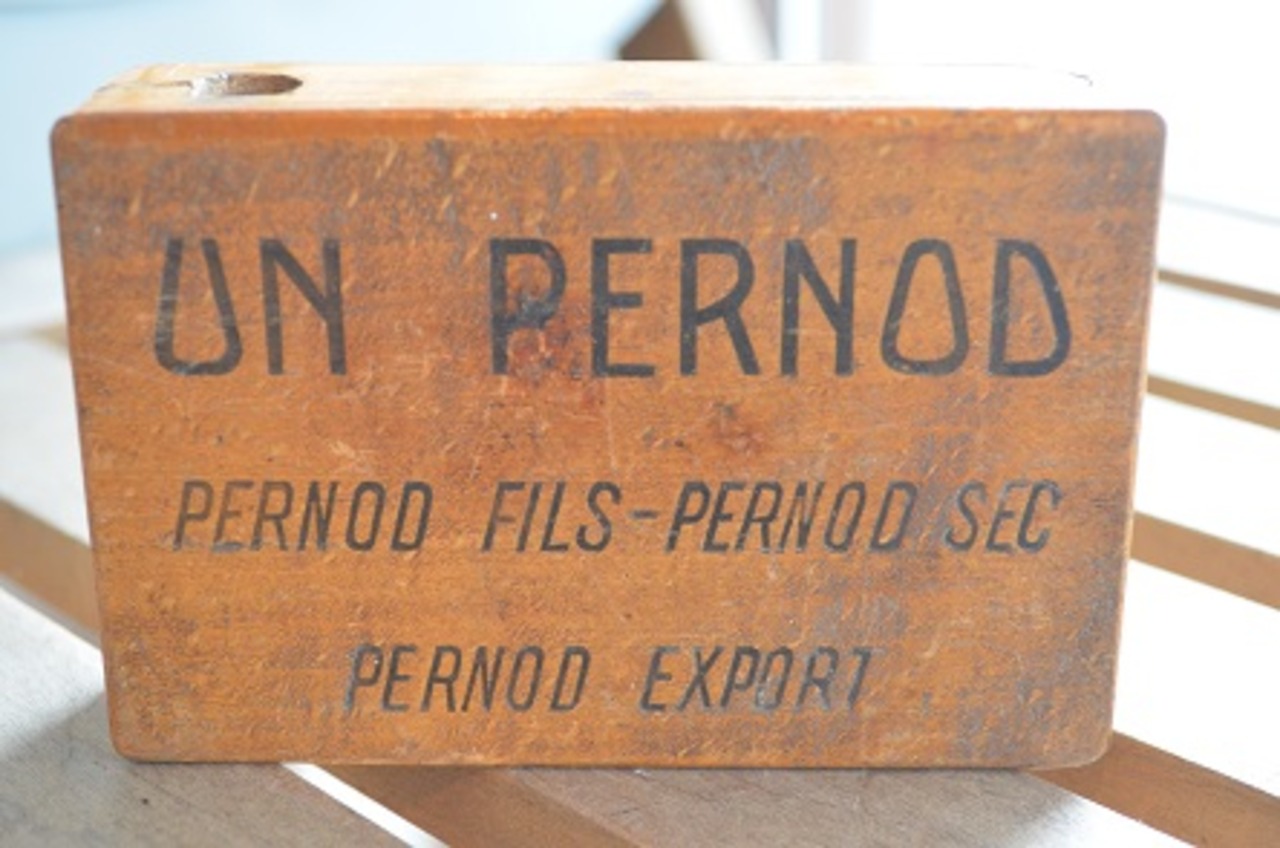 UN PERNOD
PERNOD FILS-PERNOD SEC
PERNOD EXPORT